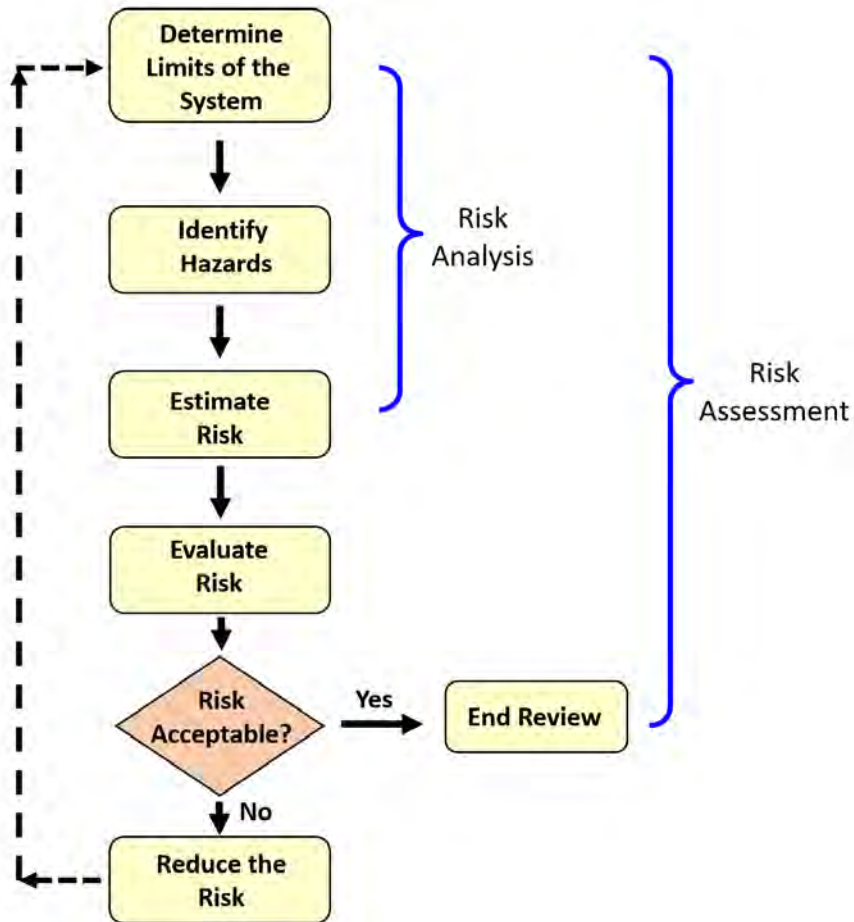 Determine
Limits of the
System
Identify
Hazards
Risk
Analysis
Estimate
Risk
Risk
Assessment
Evaluate
Risk
Risk
Acceptable?
Yes
End Review
No
Reduce the
Risk